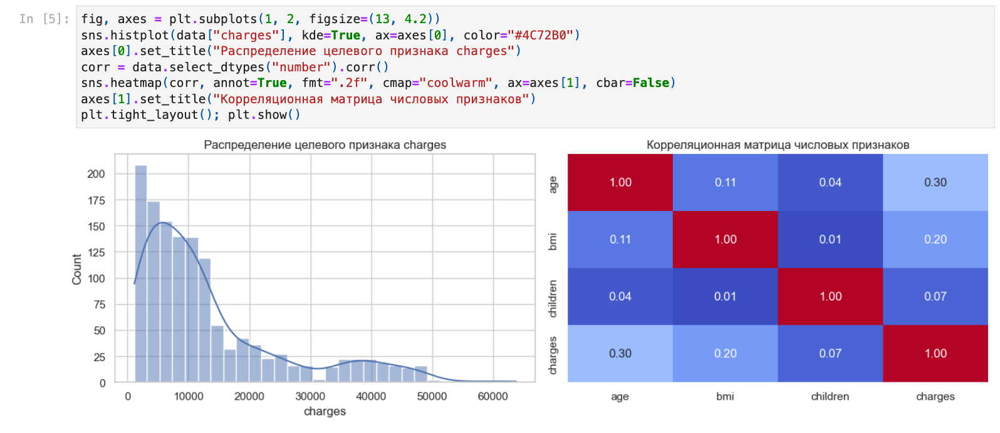 In [5]:
fig, axes = plt.subplots(1, 2, figsize=(13, 4.2))
sns.histplot(data["charges"], kde=True, ax=axes[0], color="#4C72B0")
axes[0].set_title("Распределение целевого признака charges")
corr = data.select_dtypes("number").corr()
sns.heatmap(corr, annot=True, fmt=".2f", cmap="coolwarm", ax=axes[1], cbar=False)
axes[1].set_title("Корреляционная матрица числовых признаков")
plt.tight_layout(); plt.show()
Распределение целевого признака charges
200
175
150
125
100
75
50
25
0
Count
0 10000 20000 30000 40000 50000 60000
charges
Корреляционная матрица числовых признаков
age 1.00 0.11 0.04 0.30
bmi 0.11 1.00 0.01 0.20
children 0.04 0.01 1.00 0.07
charges 0.30 0.20 0.07 1.00
age bmi children charges